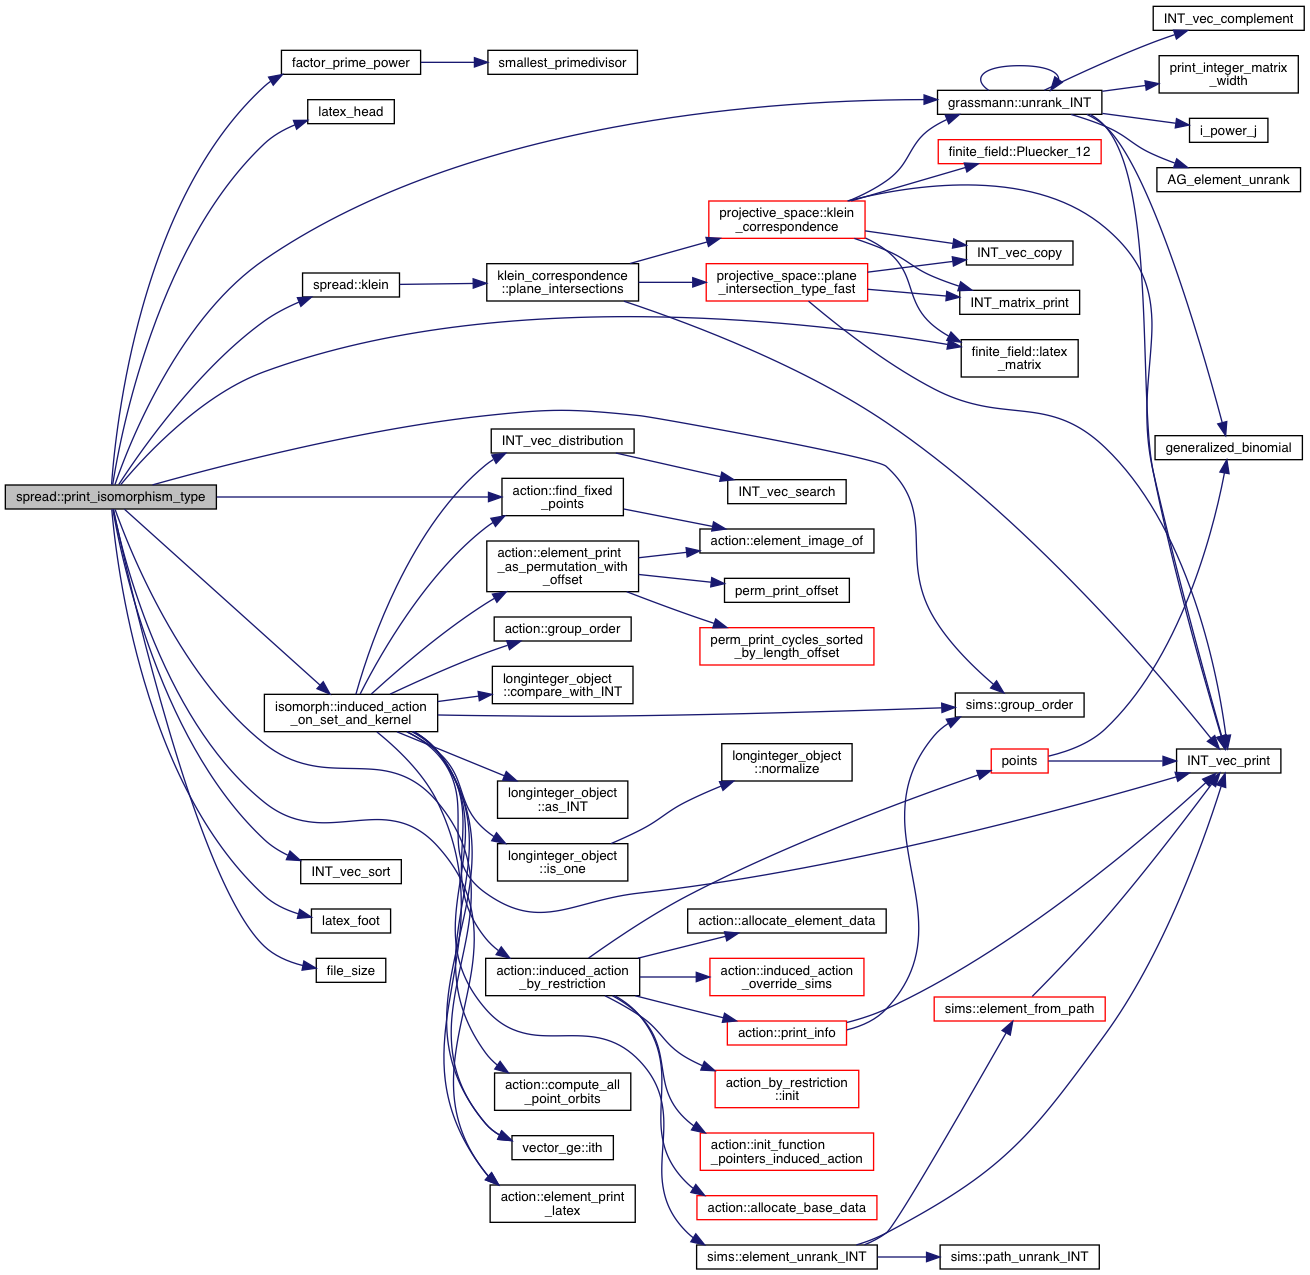 spread::print_isomorphism_type
factor_prime_power
smallest_primedivisor
latex_head
spread::klein
klein_correspondence
::plane_intersections
projective_space::klein
_correspondence
projective_space::plane
_intersection_type_fast
grassmann::unrank_INT
finite_field::Pluecker_12
INT_vec_copy
INT_matrix_print
finite_field::latex
_matrix
INT_vec_complement
print_integer_matrix
_width
i_power_j
AG_element_unrank
generalized_binomial
INT_vec_distribution
INT_vec_search
action::find_fixed
_points
action::element_image_of
action::element_print
_as_permutation_with
_offset
perm_print_offset
perm_print_cycles_sorted
_by_length_offset
action::group_order
longinteger_object
::compare_with_INT
isomorph::induced_action
_on_set_and_kernel
sims::group_order
longinteger_object
::normalize
points
INT_vec_print
longinteger_object
::as_INT
longinteger_object
::is_one
INT_vec_sort
latex_foot
file_size
action::allocate_element_data
action::induced_action
_by_restriction
action::induced_action
_override_sims
action::print_info
sims::element_from_path
action_by_restriction
::init
action::compute_all
_point_orbits
action::init_function
_pointers_induced_action
vector_ge::ith
action::element_print
_latex
action::allocate_base_data
sims::element_unrank_INT
sims::path_unrank_INT